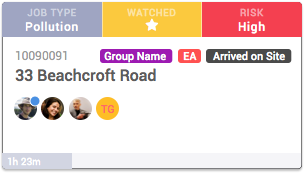 JOB TYPE WATCHED RISK
Pollution High
10090091 Group Name EA Arrived on Site
33 Beachcroft Road
TG
1h 23m